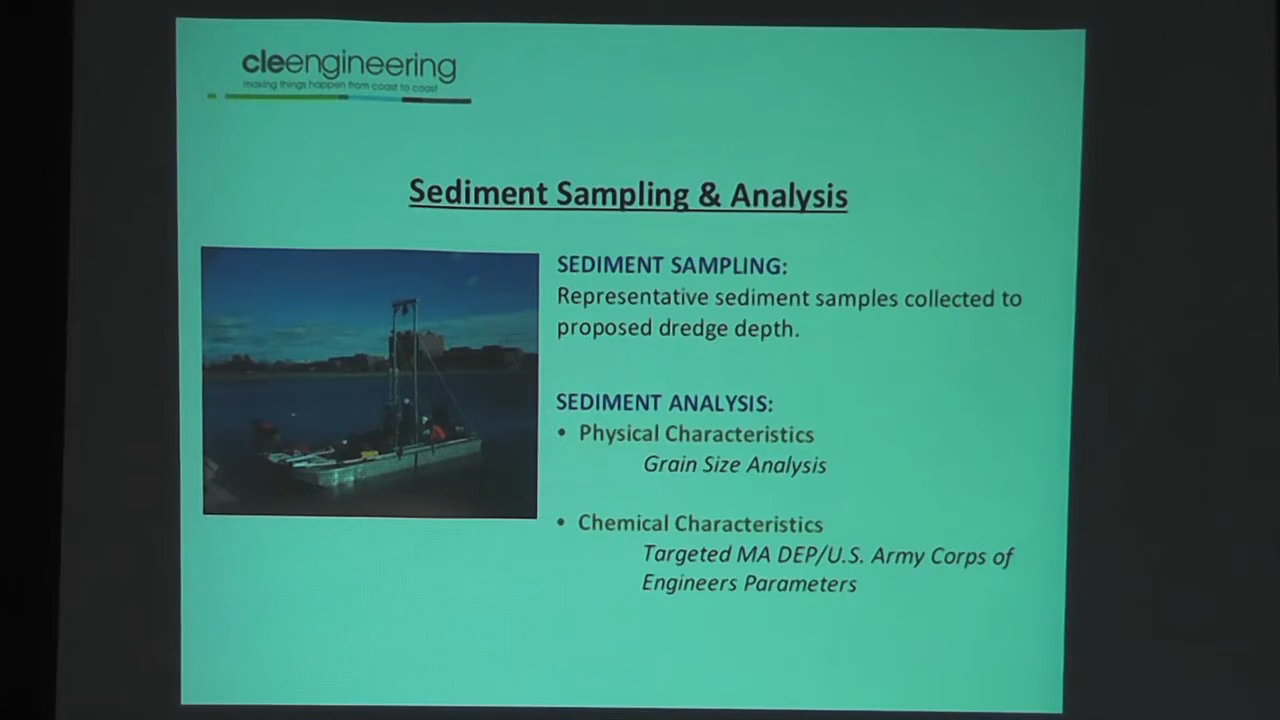 cleengineering
making things happen from coast to coast
Sediment Sampling & Analysis
SEDIMENT SAMPLING:
Representative sediment samples collected to
proposed dredge depth.
SEDIMENT ANALYSIS:
• Physical Characteristics
Grain Size Analysis
• Chemical Characteristics
Targeted MA DEP/U.S. Army Corps of
Engineers Parameters